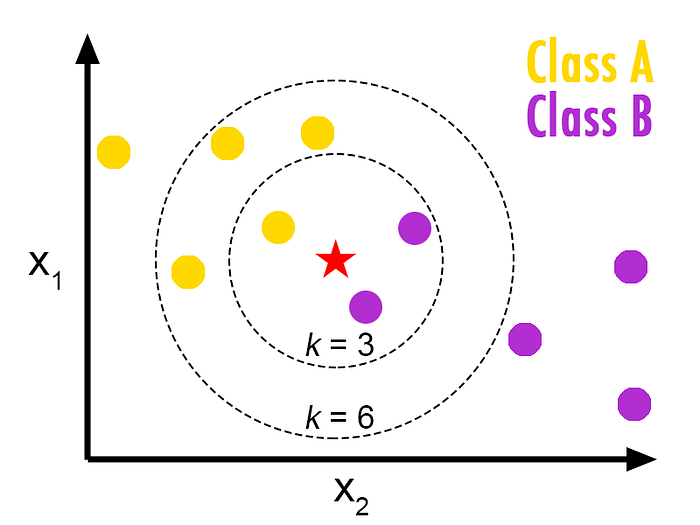 Class A
Class B
x₁
k = 3
k = 6
x₂